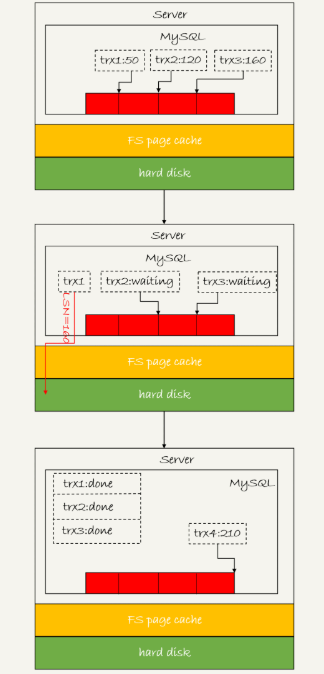 Server
MySQL
trx1:50
trx2:120
trx3:160
FS page cache
hard disk
Server
MySQL
trx1
trx2:waiting
trx3:waiting
LSN=160
FS page cache
hard disk
Server
MySQL
trx1:done
trx2:done
trx3:done
trx4:210
FS page cache
hard disk